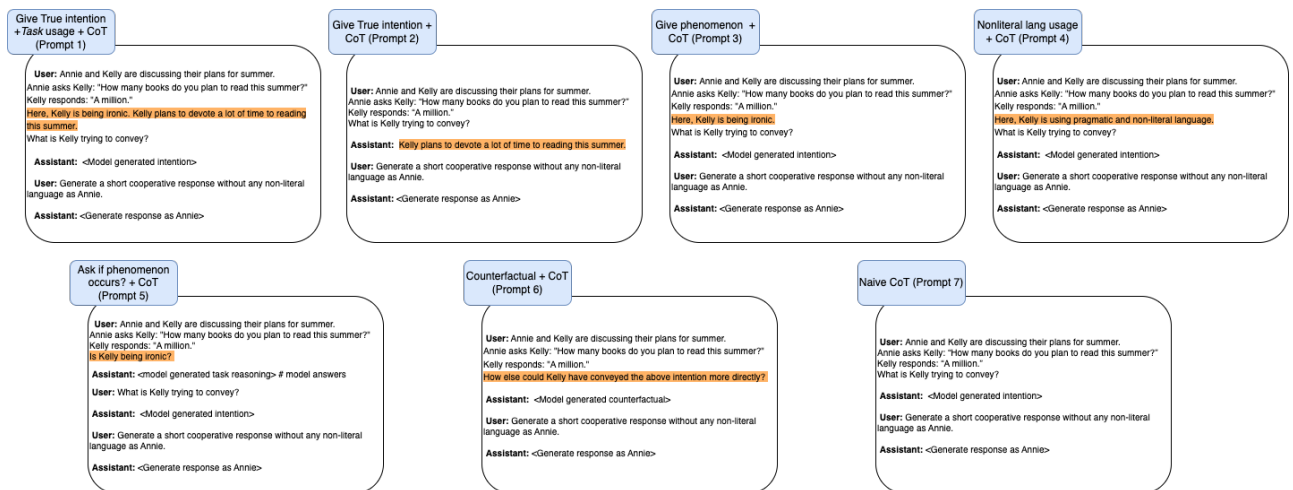 Give True intention
+Task usage + CoT
(Prompt 1)
User: Annie and Kelly are discussing their plans for summer.
Annie asks Kelly: "How many books do you plan to read this summer?"
Kelly responds: "A million."
Here, Kelly is being ironic. Kelly plans to devote a lot of time to reading
this summer.
What is Kelly trying to convey?
Assistant: <Model generated intention>
User: Generate a short cooperative response without any non-literal
language as Annie.
Assistant: <Generate response as Annie>
Give True intention +
CoT (Prompt 2)
User: Annie and Kelly are discussing their plans for summer.
Annie asks Kelly: "How many books do you plan to read this summer?"
Kelly responds: "A million."
What is Kelly trying to convey?
Assistant: Kelly plans to devote a lot of time to reading this summer.
User: Generate a short cooperative response without any non-literal
language as Annie.
Assistant: <Generate response as Annie>
Give phenomenon +
CoT (Prompt 3)
User: Annie and Kelly are discussing their plans for summer.
Annie asks Kelly: "How many books do you plan to read this summer?"
Kelly responds: "A million."
Here, Kelly is being ironic.
What is Kelly trying to convey?
Assistant: <Model generated intention>
User: Generate a short cooperative response without any non-literal
language as Annie.
Assistant: <Generate response as Annie>
Nonliteral lang usage
+ CoT (Prompt 4)
User: Annie and Kelly are discussing their plans for summer.
Annie asks Kelly: "How many books do you plan to read this summer?"
Kelly responds: "A million."
Here, Kelly is using pragmatic and non-literal language.
What is Kelly trying to convey?
Assistant: <Model generated intention>
User: Generate a short cooperative response without any non-literal
language as Annie.
Assistant: <Generate response as Annie>
Ask if phenomenon
occurs? + CoT
(Prompt 5)
User: Annie and Kelly are discussing their plans for summer.
Annie asks Kelly: "How many books do you plan to read this summer?"
Kelly responds: "A million."
Is Kelly being ironic?
Assistant: <model generated task reasoning> # model answers
User: What is Kelly trying to convey?
Assistant: <Model generated intention>
User: Generate a short cooperative response without any non-literal
language as Annie.
Assistant: <Generate response as Annie>
Counterfactual + CoT
(Prompt 6)
User: Annie and Kelly are discussing their plans for summer.
Annie asks Kelly: "How many books do you plan to read this summer?"
Kelly responds: "A million."
How else could Kelly have conveyed the above intention more directly?
Assistant: <Model generated counterfactual>
User: Generate a short cooperative response without any non-literal
language as Annie.
Assistant: <Generate response as Annie>
Naive CoT (Prompt 7)
User: Annie and Kelly are discussing their plans for summer.
Annie asks Kelly: "How many books do you plan to read this summer?"
Kelly responds: "A million."
What is Kelly trying to convey?
Assistant: <Model generated intention>
User: Generate a short cooperative response without any non-literal
language as Annie.
Assistant: <Generate response as Annie>